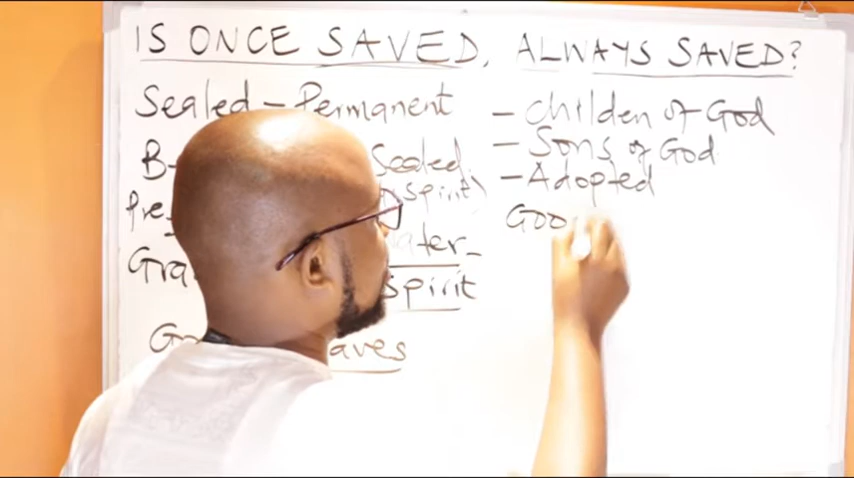 IS ONCE SAVED, ALWAYS SAVED?
Sealed - Permanent
B- Sealed
Pre Spirit)
Gra ater -
Spirit
G aves
- Children of God
- Sons of God
- Adopted
Goo